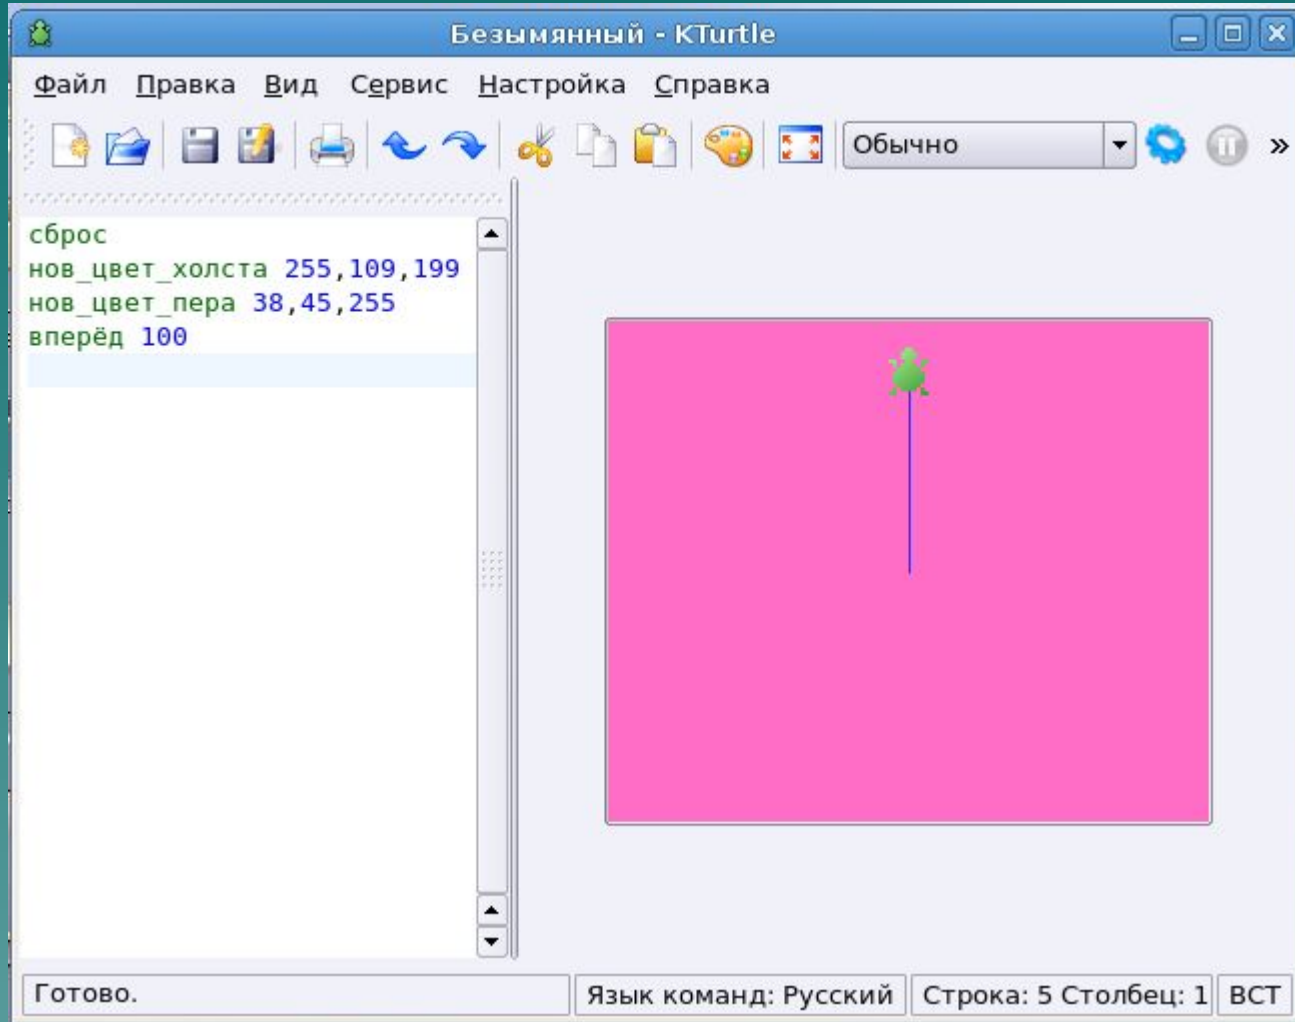 Безымянный - KTurtle
Файл Правка Вид Сервис Настройка Справка
Обычно »
сброс
нов_цвет_холста 255,109,199
нов_цвет_пера 38,45,255
вперёд 100
Готово. Язык команд: Русский Строка: 5 Столбец: 1 ВСТ